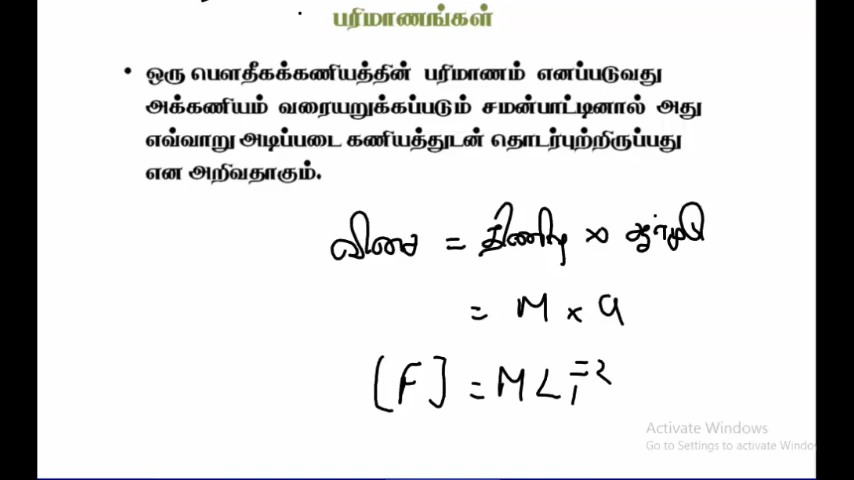 பரிமாணங்கள்
• ஒரு பௌதீகக்கணியத்தின் பரிமாணம் எனப்படுவது
அக்கணியம் வரையறுக்கப்படும் சமன்பாட்டினால் அது
எவ்வாறு அடிப்படை கணியத்துடன் தொடர்புற்றிருப்பது
என அறிவதாகும்.
விசை = திணிவு × ஆர்முடு
= M × a
[F] = MLT⁻²
Activate Windows
Go to Settings to activate Windo